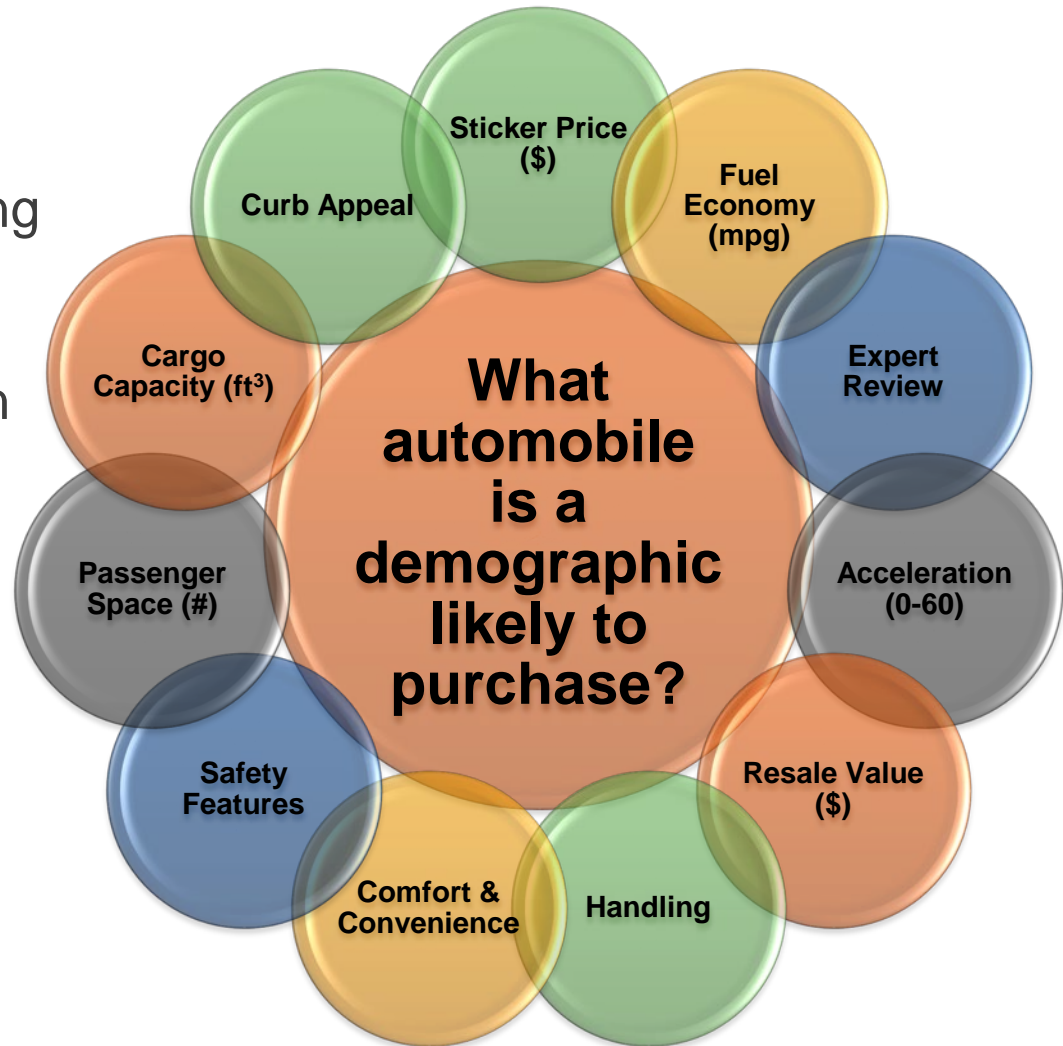 ng
n
Sticker Price
($)
Fuel
Economy
(mpg)
Expert
Review
Acceleration
(0-60)
Resale Value
($)
Handling
Comfort &
Convenience
Safety
Features
Passenger
Space (#)
Cargo
Capacity (ft³)
Curb Appeal
What
automobile
is a
demographic
likely to
purchase?